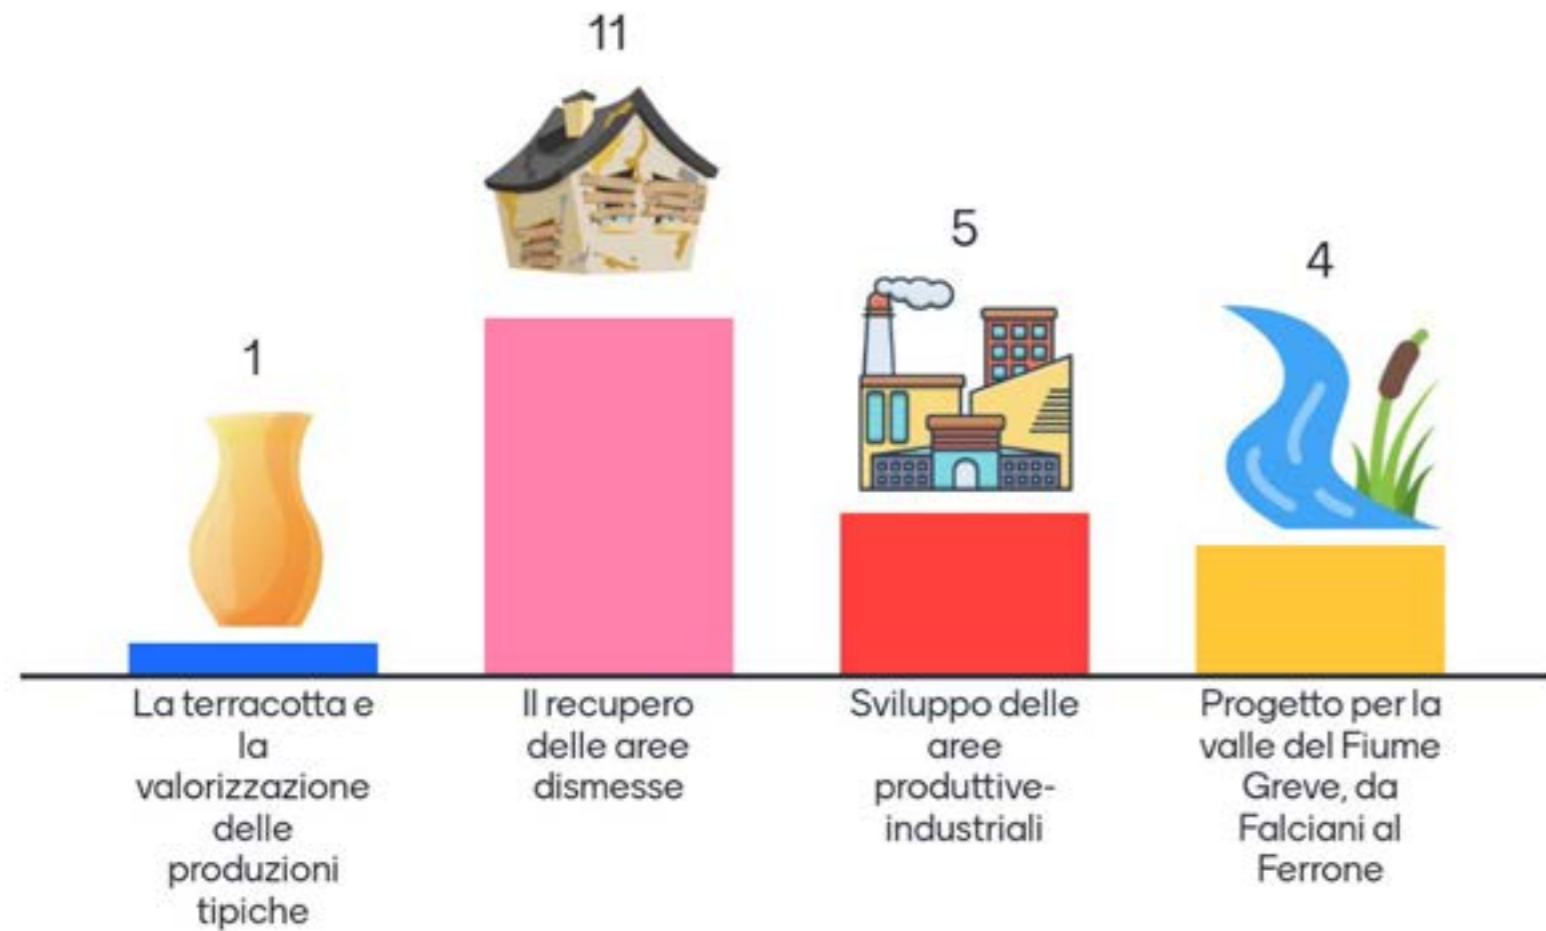 1
La terracotta e
la
valorizzazione
delle
produzioni
tipiche
11
Il recupero
delle aree
dismesse
5
Sviluppo delle
aree
produttive-
industriali
4
Progetto per la
valle del Fiume
Greve, da
Falciani al
Ferrone